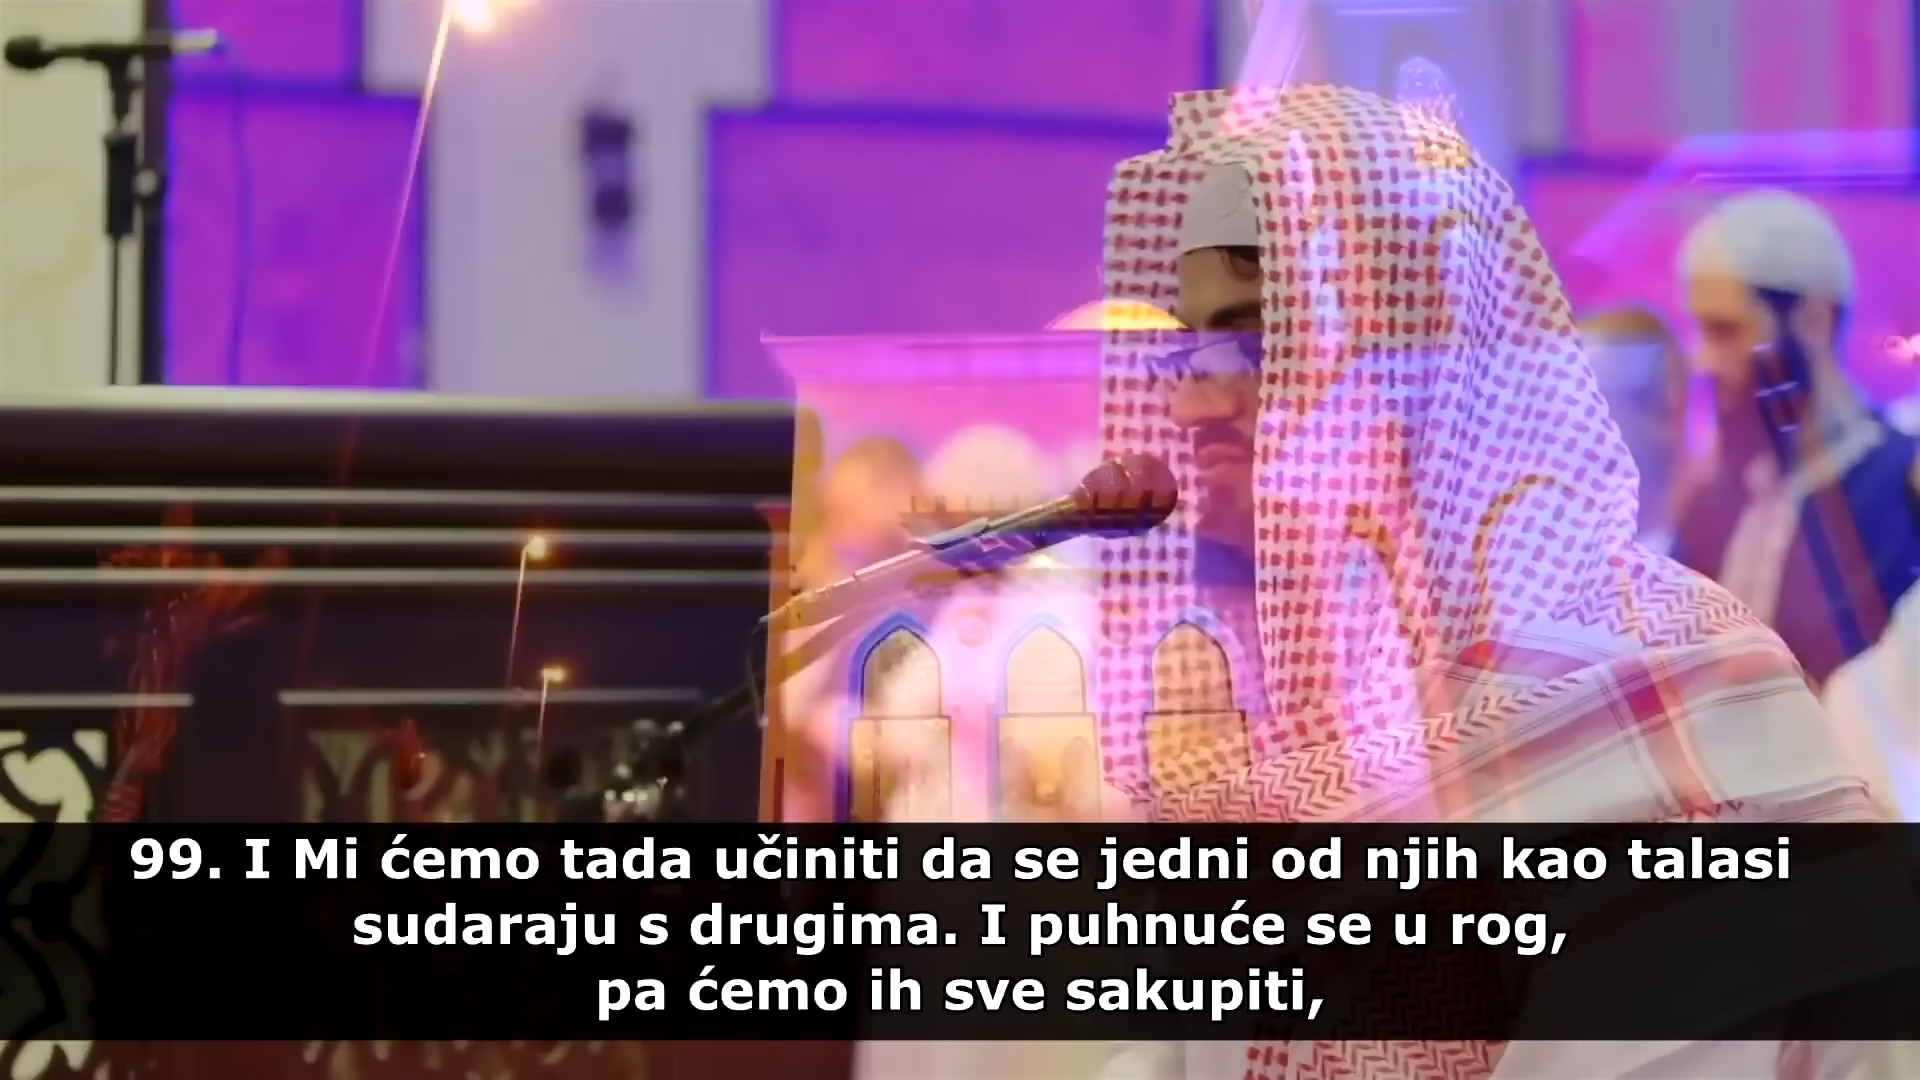 99. I Mi ćemo tada učiniti da se jedni od njih kao talasi
sudaraju s drugima. I puhnuće se u rog,
pa ćemo ih sve sakupiti,